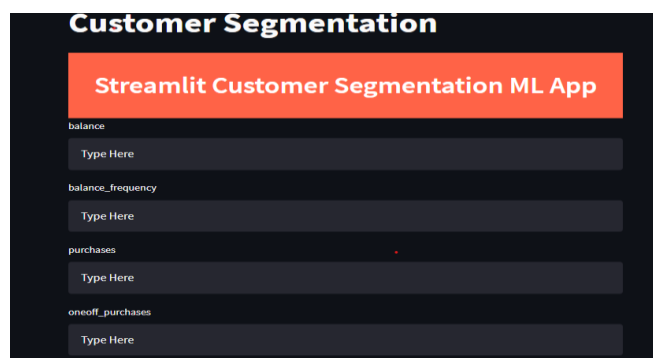 Customer Segmentation
Streamlit Customer Segmentation ML App
balance
Type Here
balance_frequency
Type Here
purchases
Type Here
oneoff_purchases
Type Here